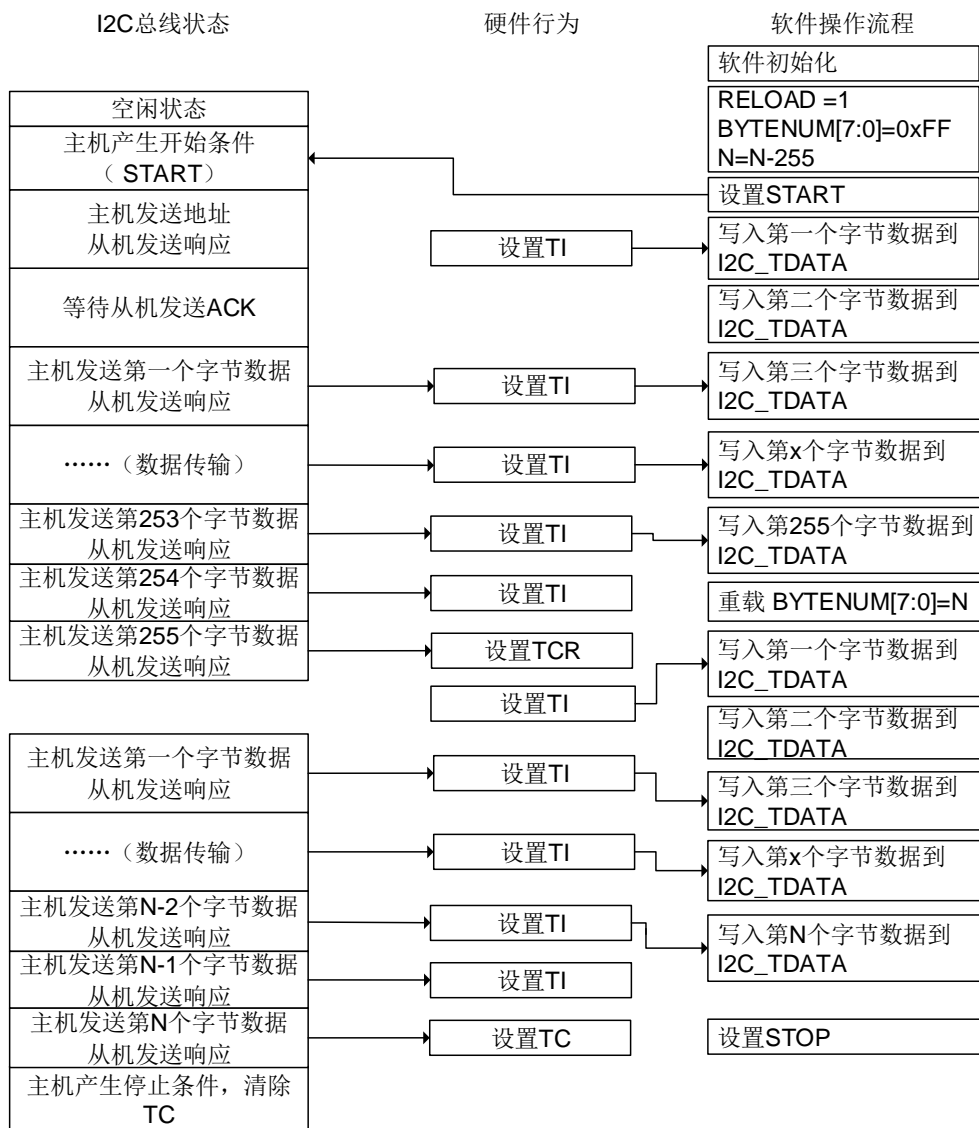 I2C总线状态
硬件行为
软件操作流程
软件初始化
空闲状态
RELOAD =1
BYTENUM[7:0]=0xFF
N=N-255
主机产生开始条件
（ START）
设置START
主机发送地址
从机发送响应
设置TI
写入第一个字节数据到
I2C_TDATA
等待从机发送ACK
写入第二个字节数据到
I2C_TDATA
主机发送第一个字节数据
从机发送响应
设置TI
写入第三个字节数据到
I2C_TDATA
……（数据传输）
设置TI
写入第x个字节数据到
I2C_TDATA
主机发送第253个字节数据
从机发送响应
设置TI
写入第255个字节数据到
I2C_TDATA
主机发送第254个字节数据
从机发送响应
设置TI
重载 BYTENUM[7:0]=N
主机发送第255个字节数据
从机发送响应
设置TCR
设置TI
写入第一个字节数据到
I2C_TDATA
写入第二个字节数据到
I2C_TDATA
主机发送第一个字节数据
从机发送响应
设置TI
写入第三个字节数据到
I2C_TDATA
……（数据传输）
设置TI
写入第x个字节数据到
I2C_TDATA
主机发送第N-2个字节数据
从机发送响应
设置TI
写入第N个字节数据到
I2C_TDATA
主机发送第N-1个字节数据
从机发送响应
设置TI
主机发送第N个字节数据
从机发送响应
设置TC
设置STOP
主机产生停止条件，清除
TC